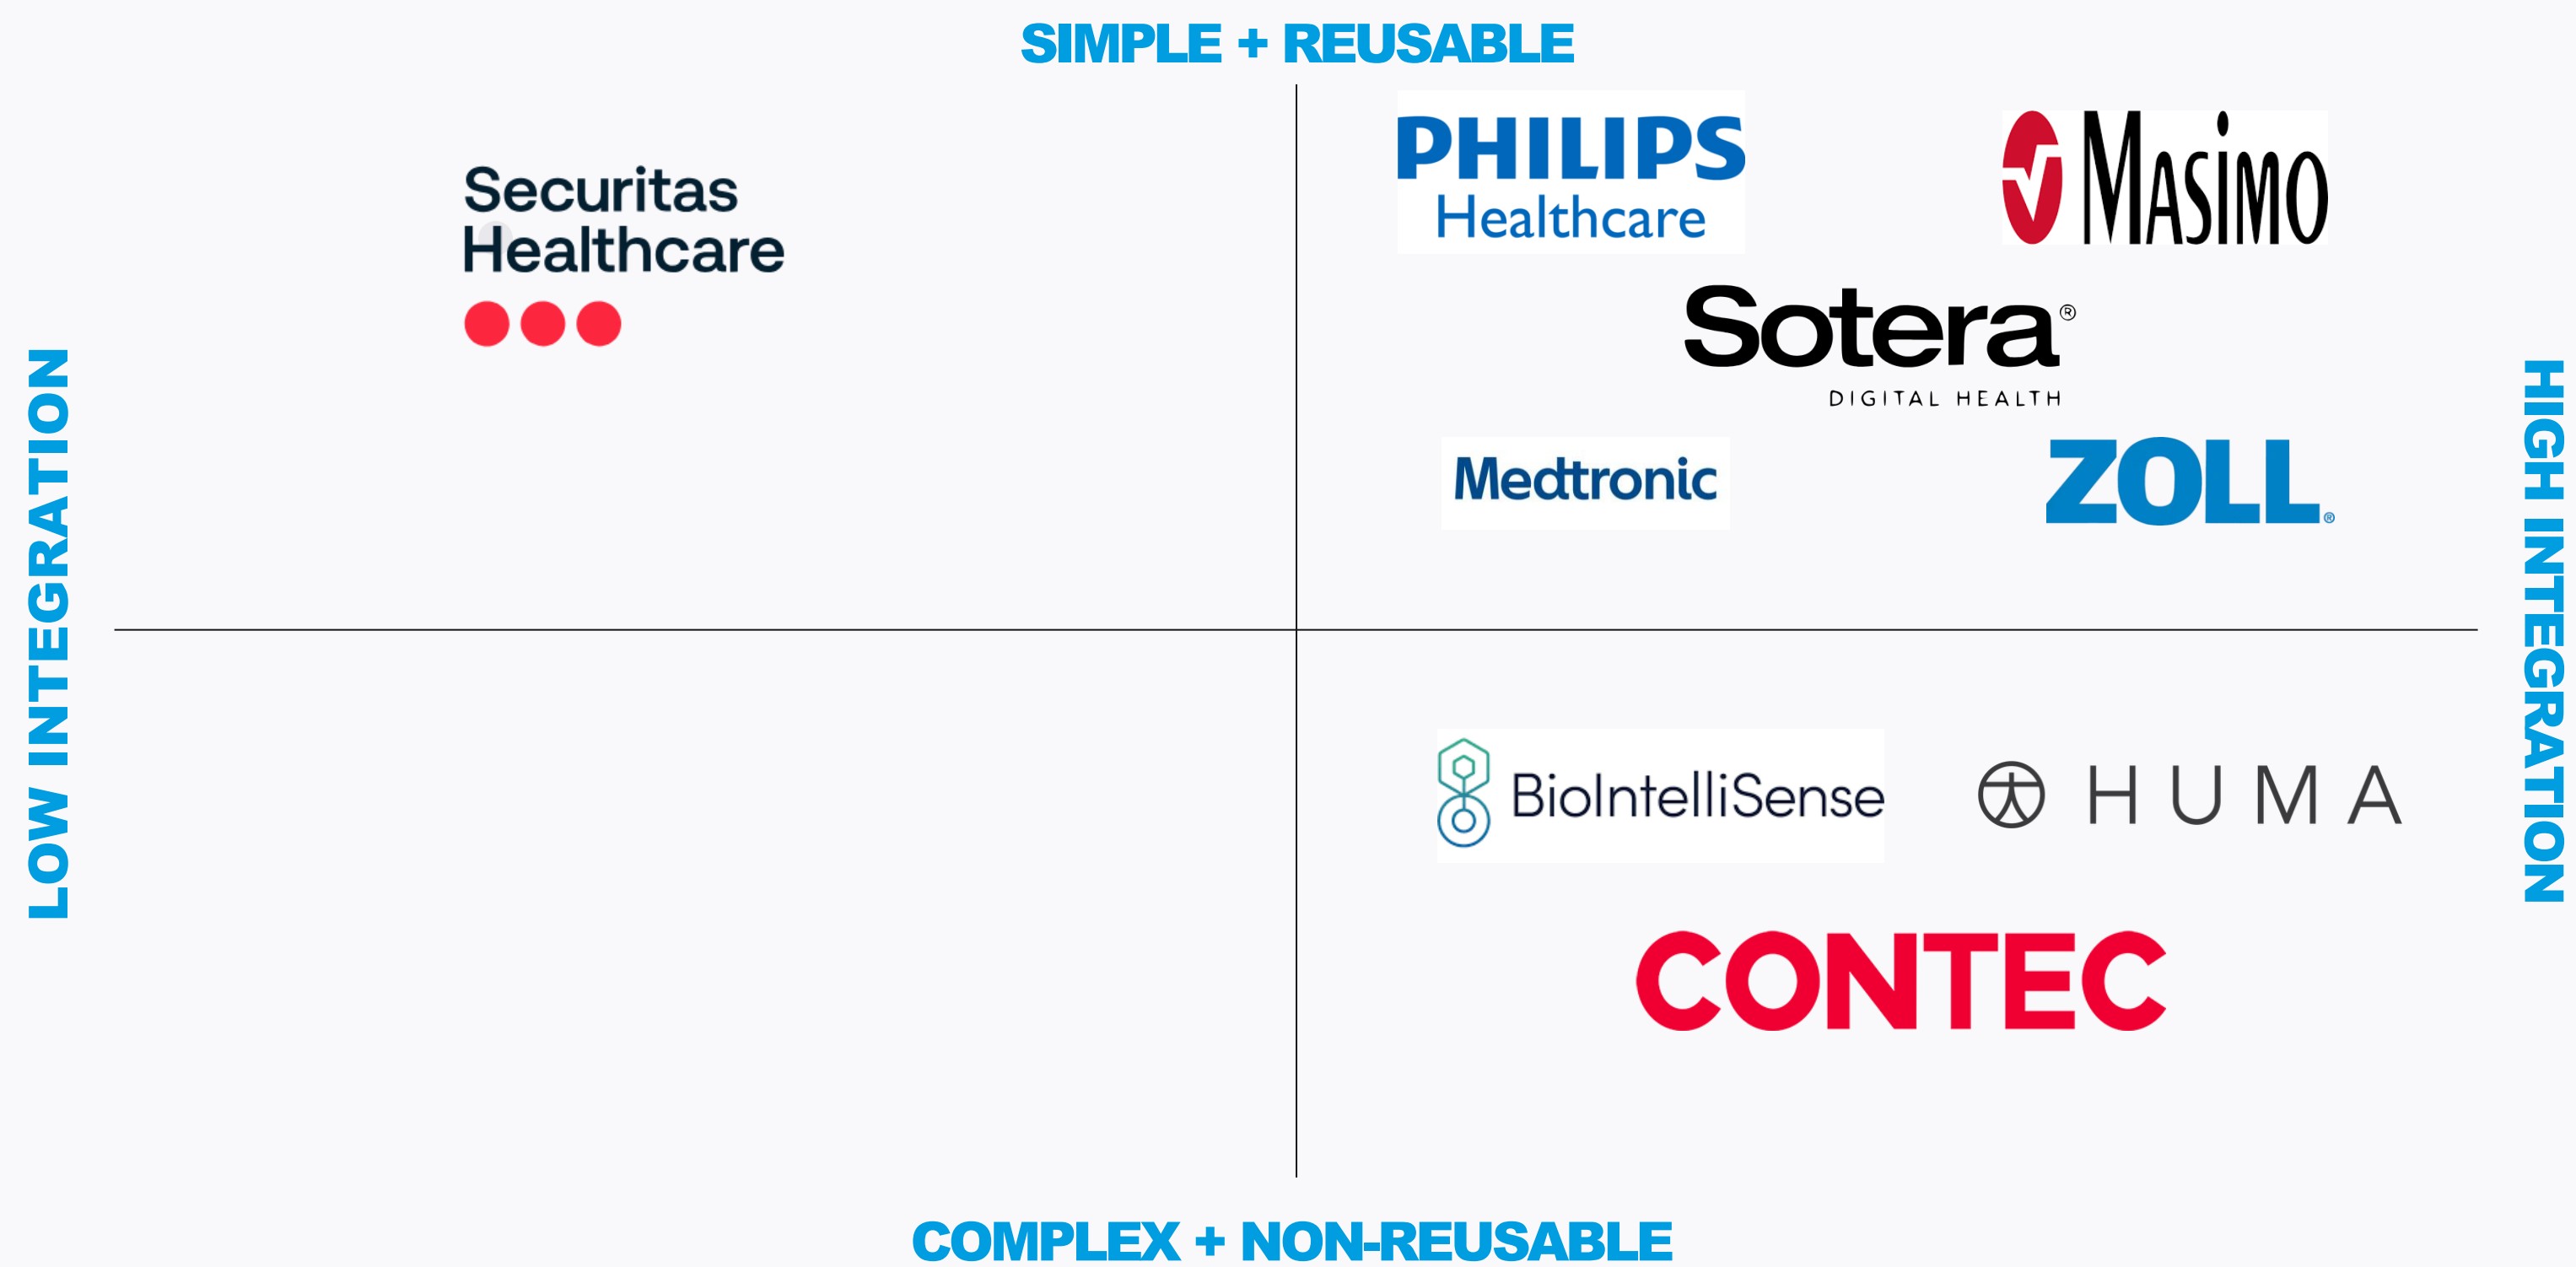 SIMPLE + REUSABLE
Securitas
Healthcare
PHILIPS
Healthcare
MASiMO
Sotera®
DIGITAL HEALTH
Medtronic
ZOLL®
LOW INTEGRATION
HIGH INTEGRATION
BioIntelliSense
HUMA
CONTEC
COMPLEX + NON-REUSABLE